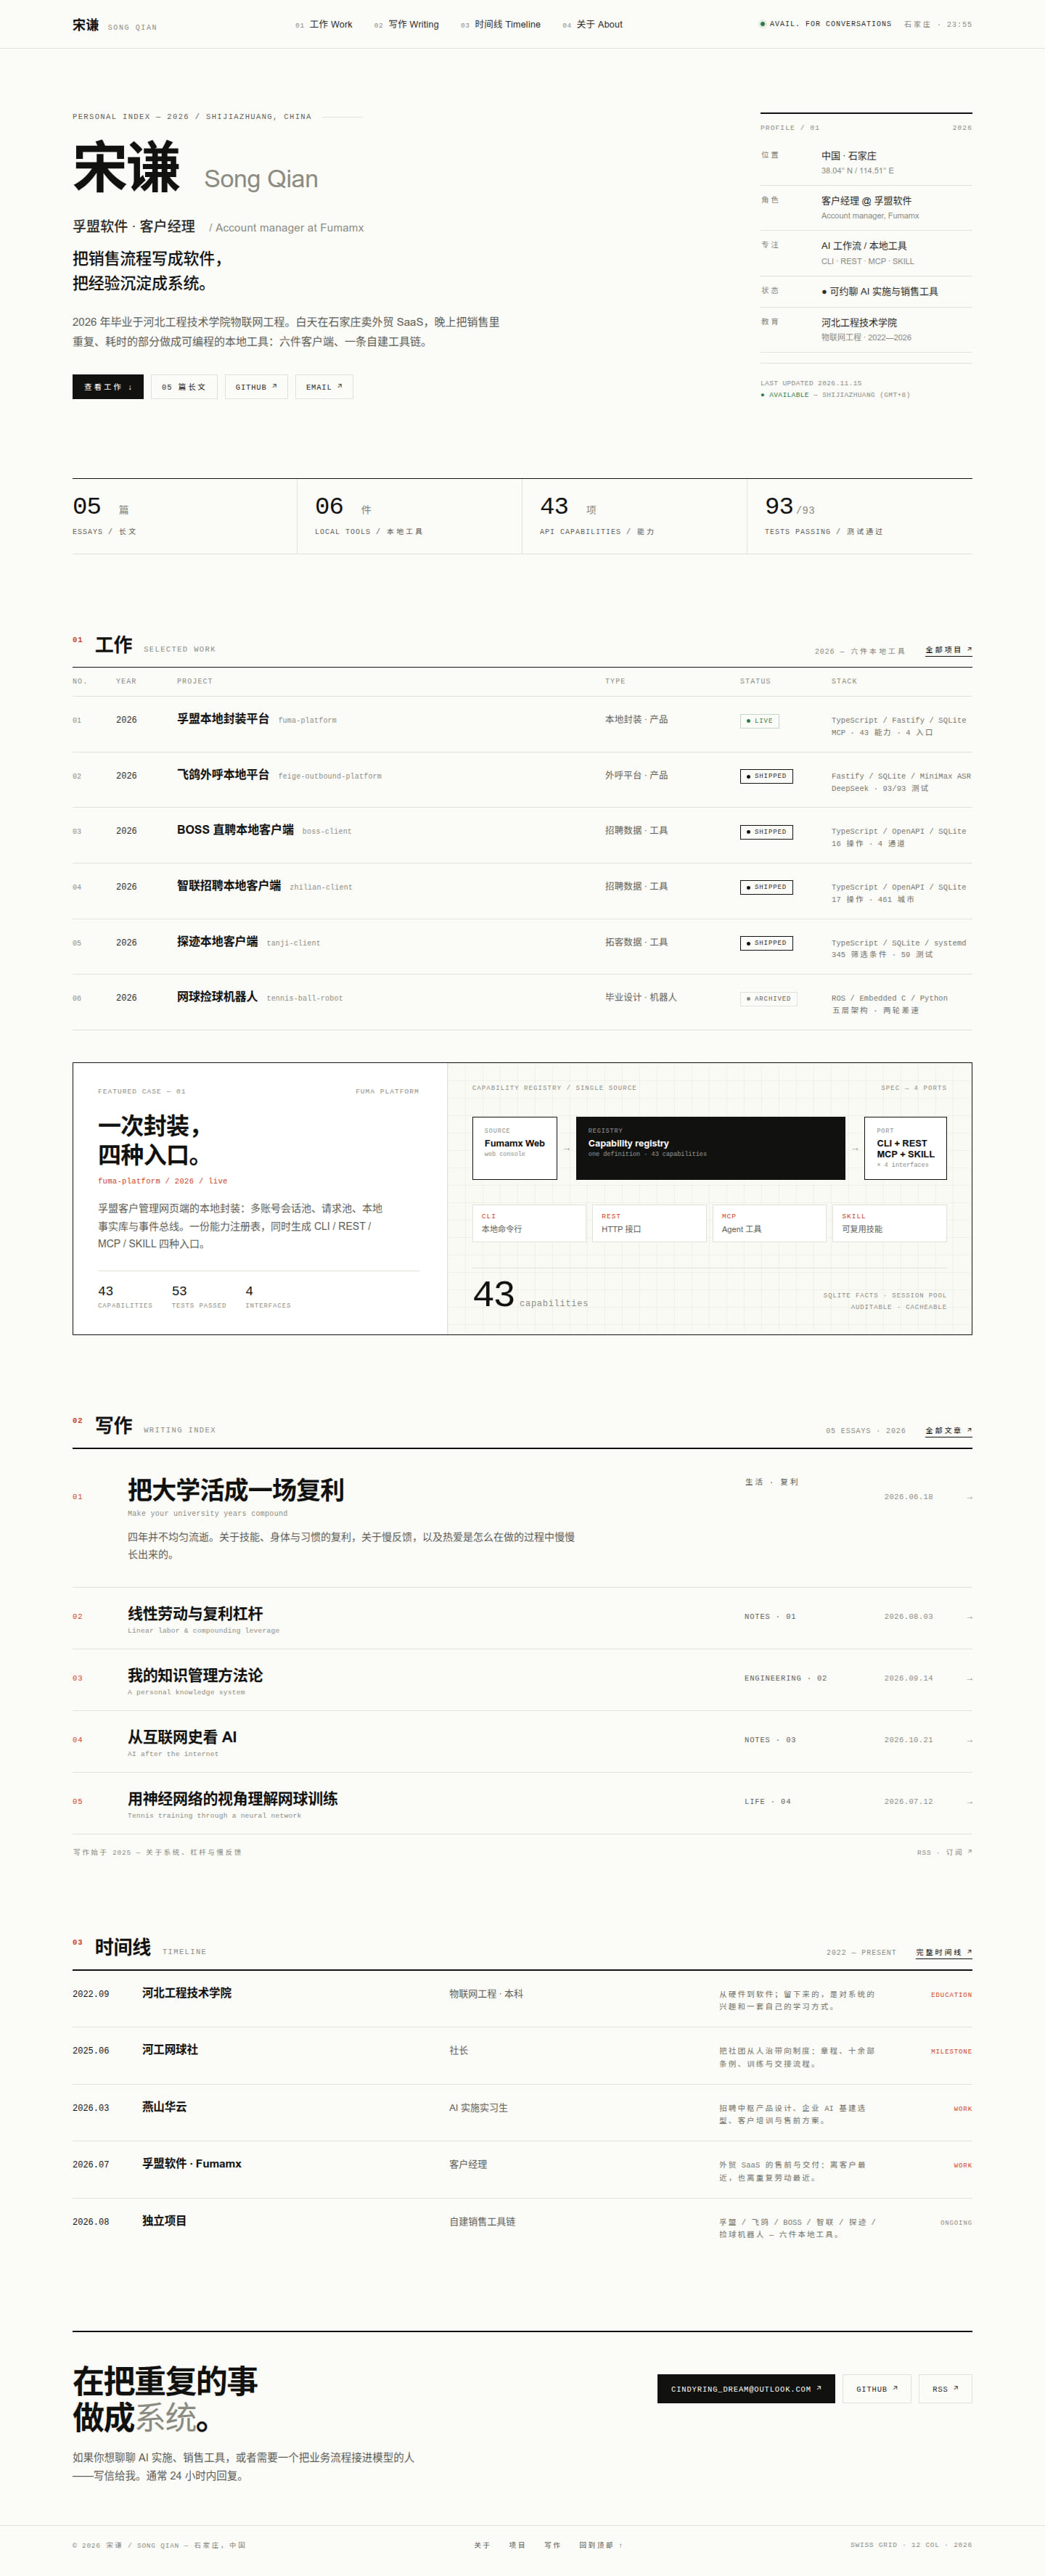 宋谦 SONG QIAN
01 工作 Work 02 写作 Writing 03 时间线 Timeline 04 关于 About
AVAIL. FOR CONVERSATIONS 石家庄 · 23:55
PERSONAL INDEX — 2026 / SHIJIAZHUANG, CHINA
宋谦 Song Qian
孚盟软件 · 客户经理 / Account manager at Fumamx
把销售流程写成软件，
把经验沉淀成系统。
2026 年毕业于河北工程技术学院物联网工程。白天在石家庄卖外贸 SaaS，晚上把销售里
重复、耗时的部分做成可编程的本地工具：六件客户端、一条自建工具链。
查看工作 ↓ 05 篇长文 GITHUB ↗ EMAIL ↗
PROFILE / 01 2026
位置 中国 · 石家庄
38.04° N / 114.51° E
角色 客户经理 @ 孚盟软件
Account manager, Fumamx
专注 AI 工作流 / 本地工具
CLI · REST · MCP · SKILL
状态 ● 可约聊 AI 实施与销售工具
教育 河北工程技术学院
物联网工程 · 2022—2026
LAST UPDATED 2026.11.15
● AVAILABLE — SHIJIAZHUANG (GMT+8)
05 篇
ESSAYS / 长文
06 件
LOCAL TOOLS / 本地工具
43 项
API CAPABILITIES / 能力
93 /93
TESTS PASSING / 测试通过
01 工作 SELECTED WORK 2026 — 六件本地工具 全部项目 ↗
NO. YEAR PROJECT TYPE STATUS STACK
01 2026 孚盟本地封装平台 fuma-platform 本地封装 · 产品 ● LIVE TypeScript / Fastify / SQLite
MCP · 43 能力 · 4 入口
02 2026 飞鸽外呼本地平台 feige-outbound-platform 外呼平台 · 产品 ● SHIPPED Fastify / SQLite / MiniMax ASR
DeepSeek · 93/93 测试
03 2026 BOSS 直聘本地客户端 boss-client 招聘数据 · 工具 ● SHIPPED TypeScript / OpenAPI / SQLite
16 操作 · 4 通道
04 2026 智联招聘本地客户端 zhilian-client 招聘数据 · 工具 ● SHIPPED TypeScript / OpenAPI / SQLite
17 操作 · 461 城市
05 2026 探迹本地客户端 tanji-client 拓客数据 · 工具 ● SHIPPED TypeScript / SQLite / systemd
345 筛选条件 · 59 测试
06 2026 网球捡球机器人 tennis-ball-robot 毕业设计 · 机器人 ● ARCHIVED ROS / Embedded C / Python
五层架构 · 两轮差速
FEATURED CASE — 01 FUMA PLATFORM
一次封装，
四种入口。
fuma-platform / 2026 / live
孚盟客户管理网页端的本地封装：多账号会话池、请求池、本地
事实库与事件总线。一份能力注册表，同时生成 CLI / REST /
MCP / SKILL 四种入口。
43 53 4
CAPABILITIES TESTS PASSED INTERFACES
CAPABILITY REGISTRY / SINGLE SOURCE SPEC — 4 PORTS
SOURCE
Fumamx Web
web console
→
REGISTRY
Capability registry
one definition · 43 capabilities
→
PORT
CLI + REST
MCP + SKILL
× 4 interfaces
CLI
本地命令行
REST
HTTP 接口
MCP
Agent 工具
SKILL
可复用技能
43 capabilities
SQLITE FACTS · SESSION POOL
AUDITABLE · CACHEABLE
02 写作 WRITING INDEX 05 ESSAYS · 2026 全部文章 ↗
01 把大学活成一场复利 生活 · 复利 2026.06.18 →
Make your university years compound
四年并不均匀流逝。关于技能、身体与习惯的复利，关于慢反馈，以及热爱是怎么在做的过程中慢慢
长出来的。
02 线性劳动与复利杠杆 NOTES · 01 2026.08.03 →
Linear labor & compounding leverage
03 我的知识管理方法论 ENGINEERING · 02 2026.09.14 →
A personal knowledge system
04 从互联网史看 AI NOTES · 03 2026.10.21 →
AI after the internet
05 用神经网络的视角理解网球训练 LIFE · 04 2026.07.12 →
Tennis training through a neural network
写作始于 2025 — 关于系统、杠杆与慢反馈 RSS · 订阅 ↗
03 时间线 TIMELINE 2022 — PRESENT 完整时间线 ↗
2022.09 河北工程技术学院 物联网工程 · 本科 从硬件到软件；留下来的，是对系统的
兴趣和一套自己的学习方式。 EDUCATION
2025.06 河工网球社 社长 把社团从人治带向制度：章程、十余部
条例、训练与交接流程。 MILESTONE
2026.03 燕山华云 AI 实施实习生 招聘中枢产品设计、企业 AI 基建选
型、客户培训与售前方案。 WORK
2026.07 孚盟软件 · Fumamx 客户经理 外贸 SaaS 的售前与交付：离客户最
近，也离重复劳动最近。 WORK
2026.08 独立项目 自建销售工具链 孚盟 / 飞鸽 / BOSS / 智联 / 探迹 /
捡球机器人 — 六件本地工具。 ONGOING
在把重复的事
做成系统。
如果你想聊聊 AI 实施、销售工具，或者需要一个把业务流程接进模型的人
——写信给我。通常 24 小时内回复。
CINDYRING_DREAM@OUTLOOK.COM ↗ GITHUB ↗ RSS ↗
© 2026 宋谦 / SONG QIAN — 石家庄，中国 关于 项目 写作 回到顶部 ↑ SWISS GRID · 12 COL · 2026